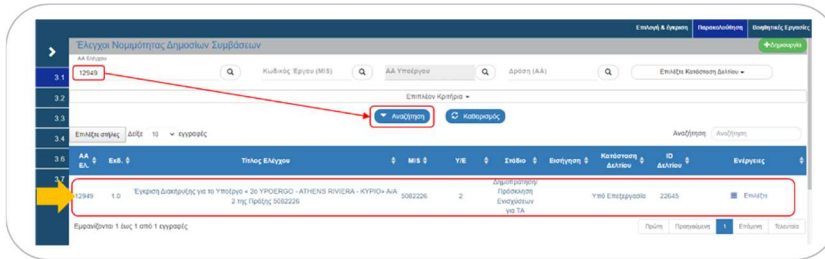 Επιλογή & έγκριση Παρακολούθηση Βοηθητικές Εργασίες
Έλεγχοι Νομιμότητας Δημοσίων Συμβάσεων
+Δημιουργία
ΑΑ Ελέγχου
12949 Κωδικός Έργου (MIS) ΑΑ Υποέργου Δράση (ΑΑ) Επιλέξτε Κατάσταση Δελτίου
3.1
Επιπλέον Κριτήρια
3.2
Αναζήτηση Καθαρισμός
3.3
Επιλέξτε στήλες Δείξε 10 εγγραφές Αναζήτηση Αναζήτηση
3.4
ΑΑ Ελ. Εκδ. Τίτλος Ελέγχου MIS Υ/Ε Στάδιο Εισήγηση Κατάσταση Δελτίου ID Δελτίου Ενέργειες
3.6
3.7
12949 1.0 Έγκριση Διακήρυξης για το Υποέργο « 2ο YPOERGO - ATHENS RIVIERA - ΚΥΡΙΟ» Α/Α 2 της Πράξης 5082226 5082226 2 Δημοπράτηση/ Πρόσκληση Ενισχύσεων για ΤΑ Υπό Επεξεργασία 22643 Επιλέξτε
Εμφανίζονται 1 έως 1 από 1 εγγραφές Πρώτη Προηγούμενη 1 Επόμενη Τελευταία